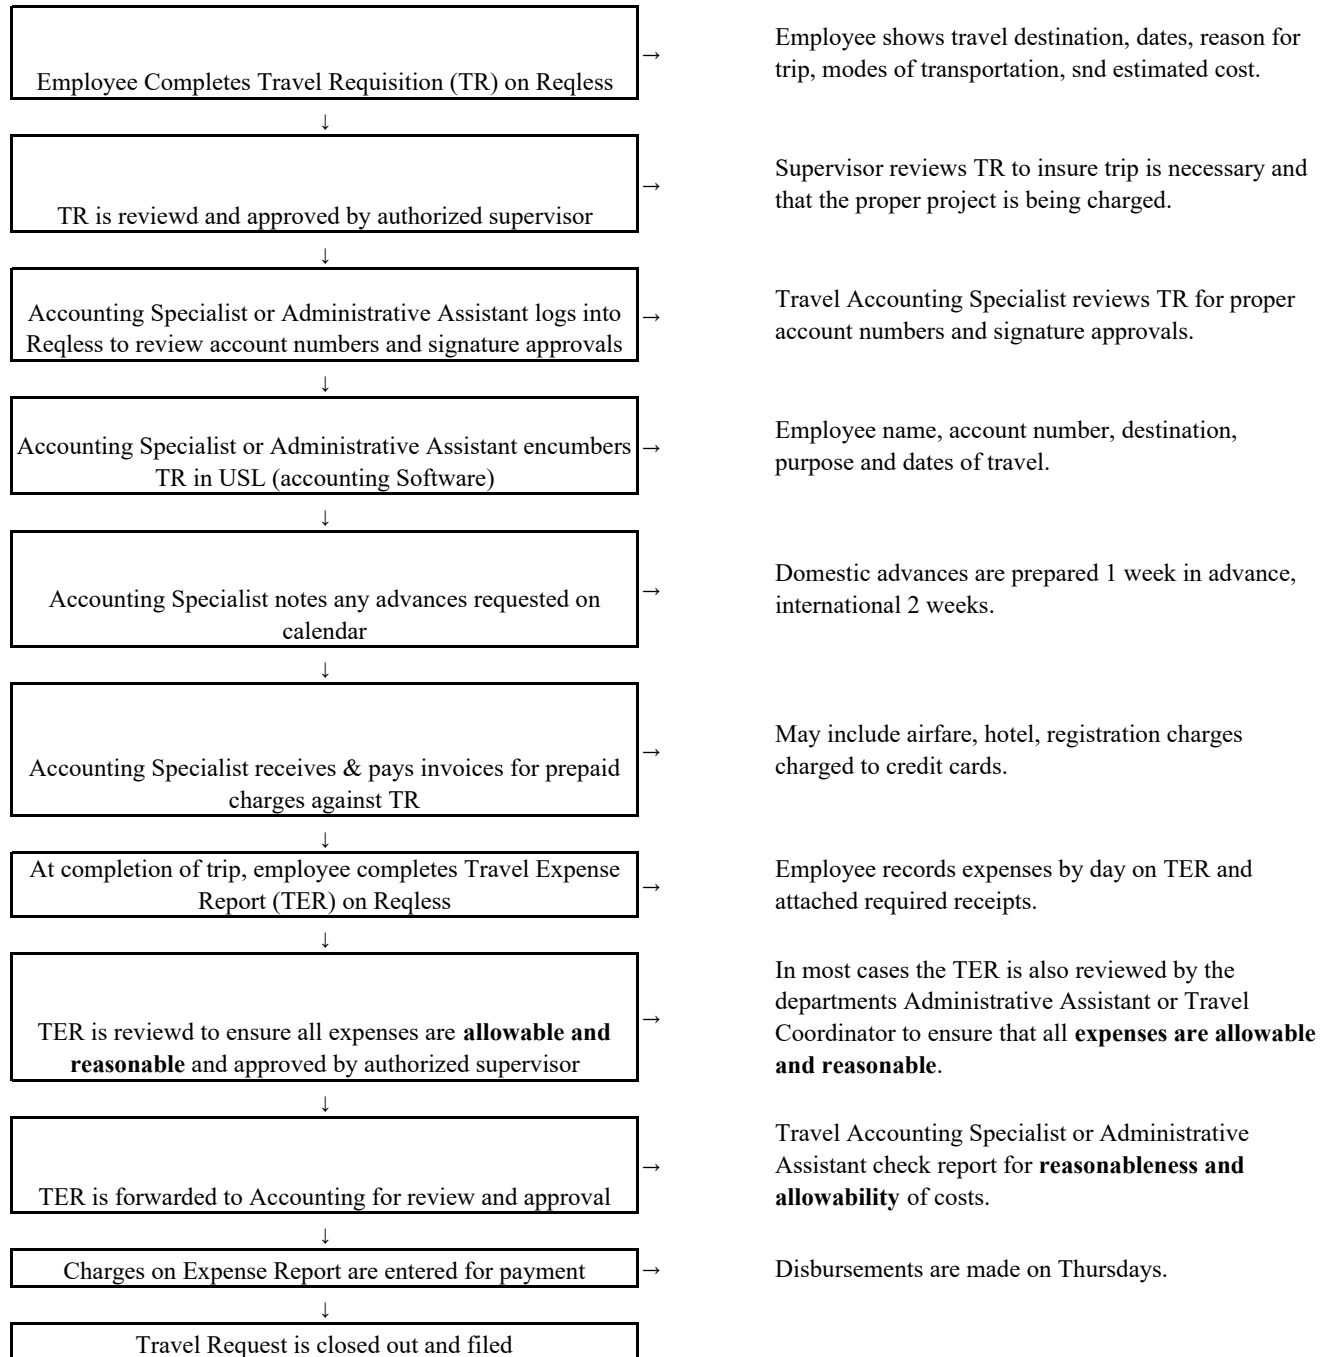 Employee Completes Travel Requisition (TR) on Reqless
→
Employee shows travel destination, dates, reason for
trip, modes of transportation, snd estimated cost.
↓
TR is reviewd and approved by authorized supervisor
→
Supervisor reviews TR to insure trip is necessary and
that the proper project is being charged.
↓
Accounting Specialist or Administrative Assistant logs into
Reqless to review account numbers and signature approvals
→
Travel Accounting Specialist reviews TR for proper
account numbers and signature approvals.
↓
Accounting Specialist or Administrative Assistant encumbers
TR in USL (accounting Software)
→
Employee name, account number, destination,
purpose and dates of travel.
↓
Accounting Specialist notes any advances requested on
calendar
→
Domestic advances are prepared 1 week in advance,
international 2 weeks.
↓
Accounting Specialist receives & pays invoices for prepaid
charges against TR
→
May include airfare, hotel, registration charges
charged to credit cards.
↓
At completion of trip, employee completes Travel Expense
Report (TER) on Reqless
→
Employee records expenses by day on TER and
attached required receipts.
↓
TER is reviewd to ensure all expenses are allowable and
reasonable and approved by authorized supervisor
→
In most cases the TER is also reviewed by the
departments Administrative Assistant or Travel
Coordinator to ensure that all expenses are allowable
and reasonable.
↓
TER is forwarded to Accounting for review and approval
→
Travel Accounting Specialist or Administrative
Assistant check report for reasonableness and
allowability of costs.
↓
Charges on Expense Report are entered for payment
→
Disbursements are made on Thursdays.
↓
Travel Request is closed out and filed